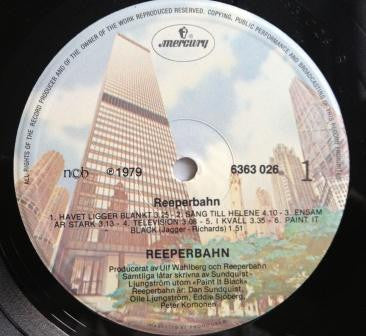 ALL RIGHTS OF THE RECORD PRODUCER AND OF THE OWNER OF THE WORK REPRODUCED RESERVED. COPYING, PUBLIC PERFORMANCE AND BROADCASTING OF THIS RECORD PROHIBITED
mercury
ncb ℗ 1979
6363 026 1
Reeperbahn
1. HAVET LIGGER BLANKT 3.25 - 2. SÅNG TILL HELENE 4.10 - 3. ENSAM
ÄR STARK 3.13 - 4. TELEVISION 3.08 - 5. I KVÄLL 3.35 - 6. PAINT IT
BLACK (Jagger - Richards) 1.51
REEPERBAHN
Producerat av Ulf Wahlberg och Reeperbahn
Samtliga låtar skrivna av Sundquist-
Ljungström utom «Paint It Black»
Reeperbahn är: Dan Sundquist,
Olle Ljungström, Eddie Sjöberg,
Peter Korhonen